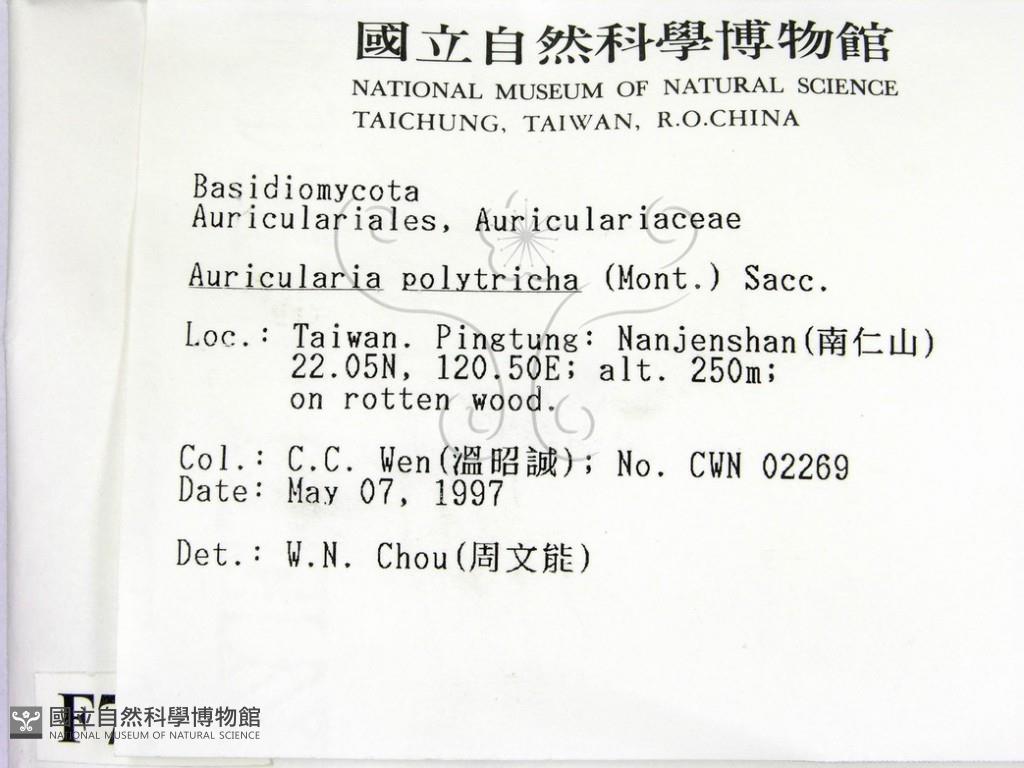 國立自然科學博物館
NATIONAL MUSEUM OF NATURAL SCIENCE
TAICHUNG, TAIWAN, R.O.CHINA
Basidiomycota
Auriculariales, Auriculariaceae
Auricularia polytricha (Mont.) Sacc.
Loc.: Taiwan. Pingtung: Nanjenshan(南仁山)
22.05N, 120.50E; alt. 250m;
on rotten wood.
Col.: C.C. Wen(溫昭誠); No. CWN 02269
Date: May 07, 1997
Det.: W.N. Chou(周文能)
國立自然科學博物館
NATIONAL MUSEUM OF NATURAL SCIENCE